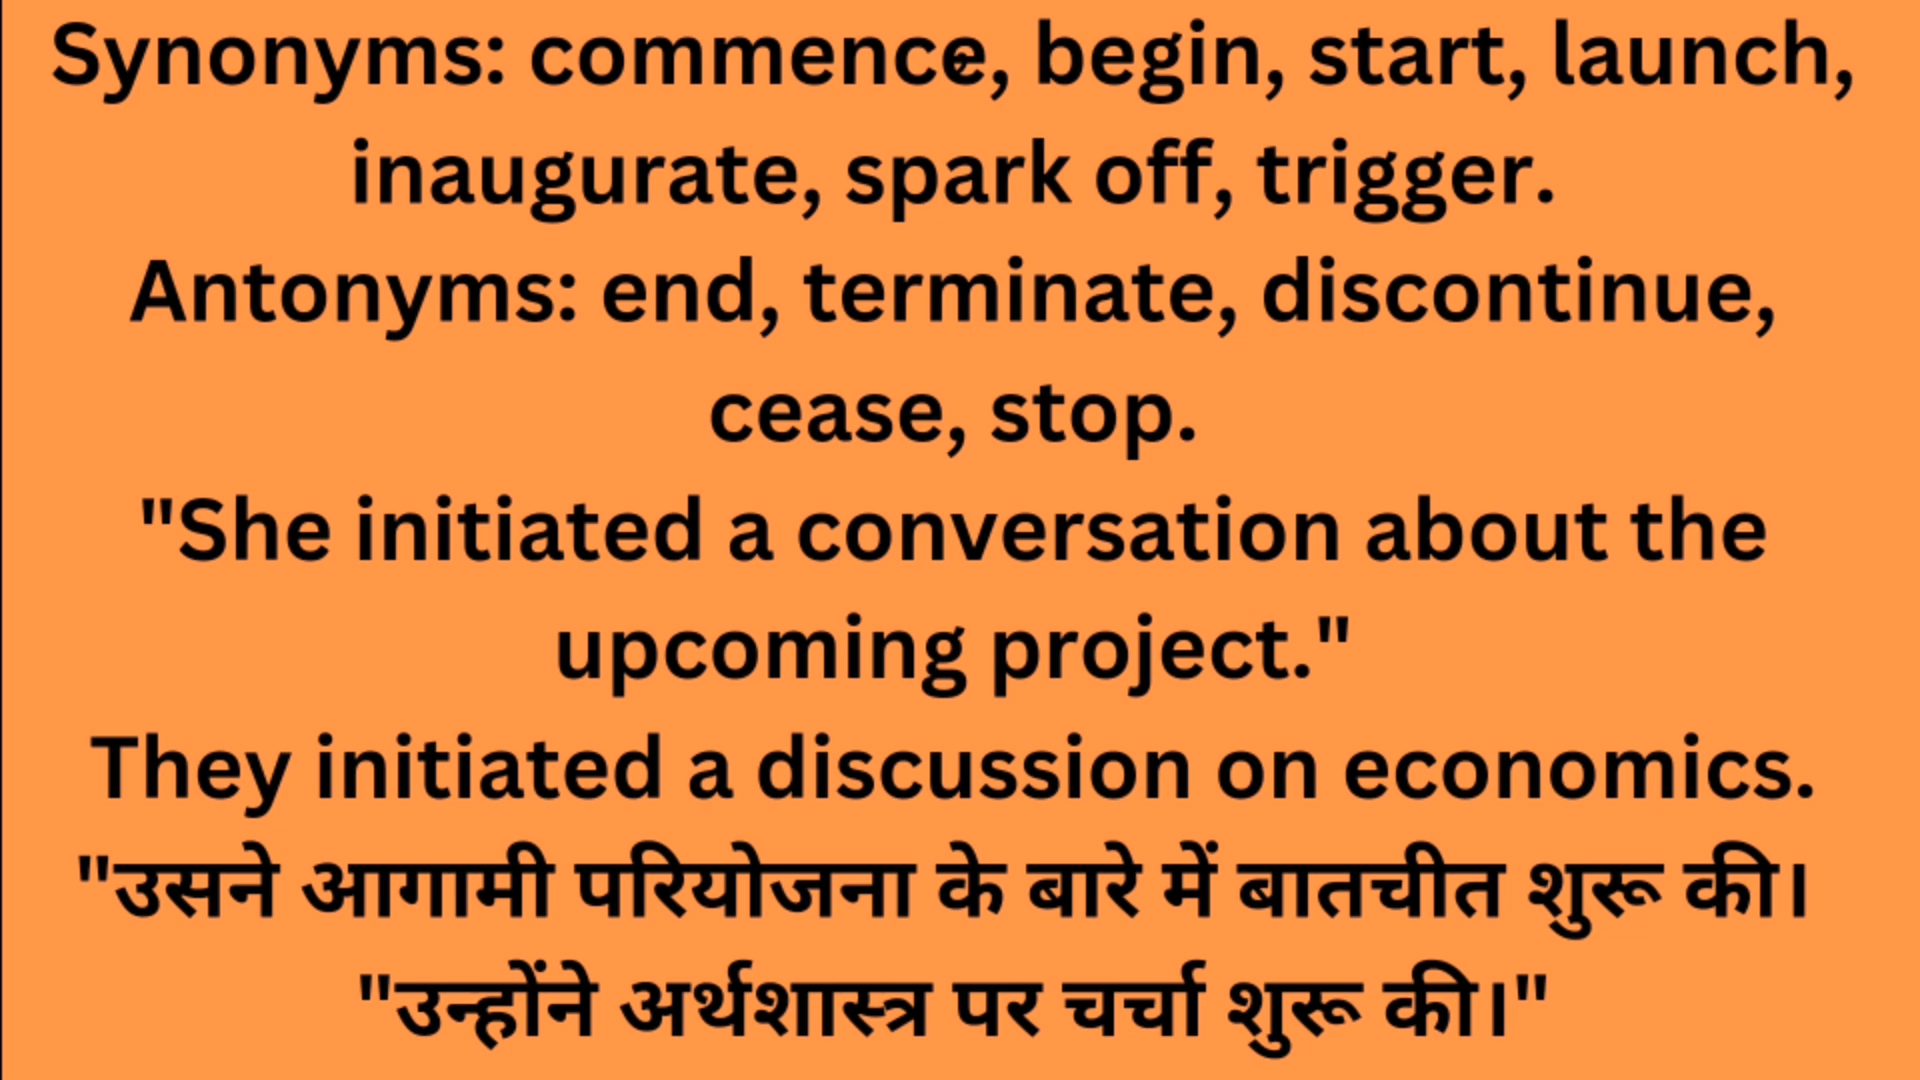 Synonyms: commence, begin, start, launch,
inaugurate, spark off, trigger.
Antonyms: end, terminate, discontinue,
cease, stop.
"She initiated a conversation about the
upcoming project."
They initiated a discussion on economics.
"उसने आगामी परियोजना के बारे में बातचीत शुरू की।
"उन्होंने अर्थशास्त्र पर चर्चा शुरू की।"